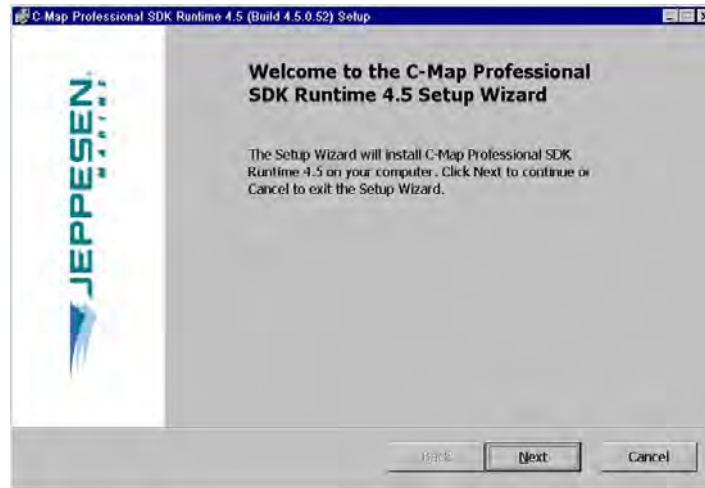 C-Map Professional SDK Runtime 4.5 (Build 4.5.0.52) Setup
JEPPESEN.
MARINE
Welcome to the C-Map Professional
SDK Runtime 4.5 Setup Wizard
The Setup Wizard will install C-Map Professional SDK
Runtime 4.5 on your computer. Click Next to continue or
Cancel to exit the Setup Wizard.
Back
Next
Cancel